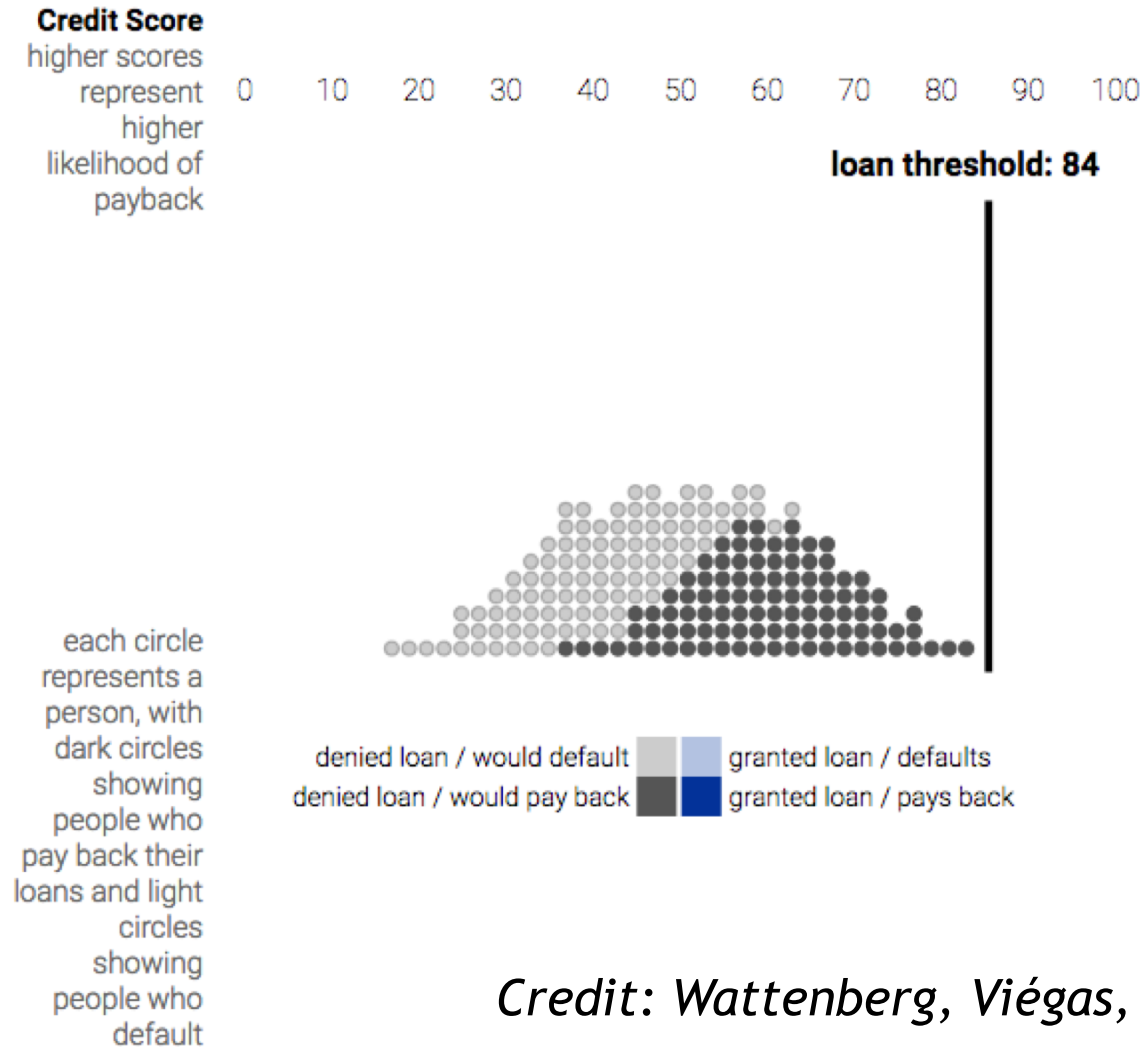 Credit Score
higher scores
represent
higher
likelihood of
payback
0 10 20 30 40 50 60 70 80 90 100
loan threshold: 84
each circle
represents a
person, with
dark circles
showing
people who
pay back their
loans and light
circles
showing
people who
default
denied loan / would default granted loan / defaults
denied loan / would pay back granted loan / pays back
Credit: Wattenberg, Viégas,